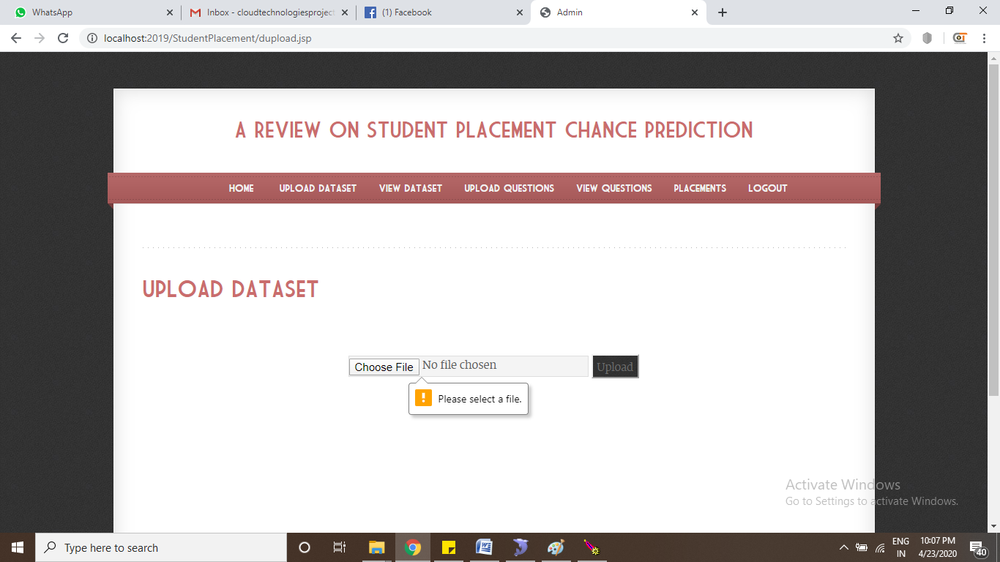 WhatsApp
Inbox - cloudtechnologiesproject
(1) Facebook
Admin
localhost:2019/StudentPlacement/dupload.jsp
A REVIEW ON STUDENT PLACEMENT CHANCE PREDICTION
HOME UPLOAD DATASET VIEW DATASET UPLOAD QUESTIONS VIEW QUESTIONS PLACEMENTS LOGOUT
UPLOAD DATASET
Choose File No file chosen Upload
! Please select a file.
Activate Windows
Go to Settings to activate Windows.
Type here to search
ENG
IN
10:07 PM
4/23/2020
40